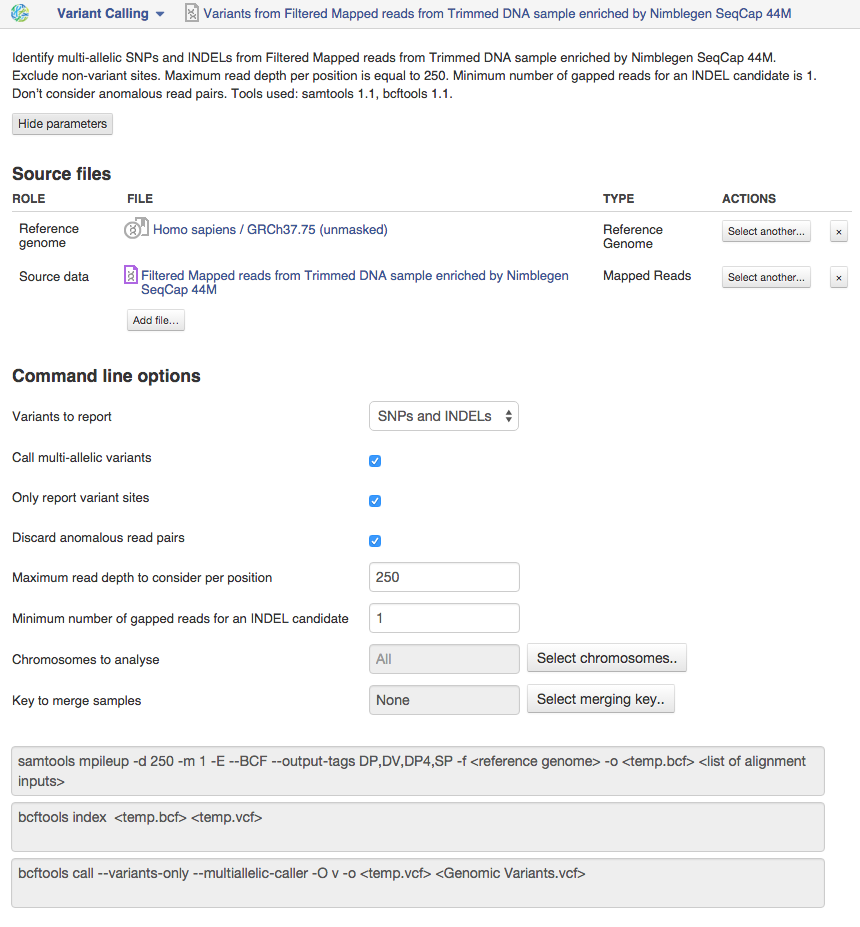 Variant Calling Variants from Filtered Mapped reads from Trimmed DNA sample enriched by Nimblegen SeqCap 44M
Identify multi-allelic SNPs and INDELs from Filtered Mapped reads from Trimmed DNA sample enriched by Nimblegen SeqCap 44M.
Exclude non-variant sites. Maximum read depth per position is equal to 250. Minimum number of gapped reads for an INDEL candidate is 1.
Don't consider anomalous read pairs. Tools used: samtools 1.1, bcftools 1.1.
Hide parameters
Source files
ROLE FILE TYPE ACTIONS
Reference Homo sapiens / GRCh37.75 (unmasked) Reference Select another... ×
genome Genome
Source data Filtered Mapped reads from Trimmed DNA sample enriched by Nimblegen Mapped Reads Select another... ×
SeqCap 44M
Add file...
Command line options
Variants to report SNPs and INDELs
Call multi-allelic variants
Only report variant sites
Discard anomalous read pairs
Maximum read depth to consider per position 250
Minimum number of gapped reads for an INDEL candidate 1
Chromosomes to analyse All Select chromosomes..
Key to merge samples None Select merging key..
samtools mpileup -d 250 -m 1 -E --BCF --output-tags DP,DV,DP4,SP -f <reference genome> -o <temp.bcf> <list of alignment
inputs>
bcftools index  <temp.bcf> <temp.vcf>
bcftools call --variants-only --multiallelic-caller -O v -o <temp.vcf> <Genomic Variants.vcf>